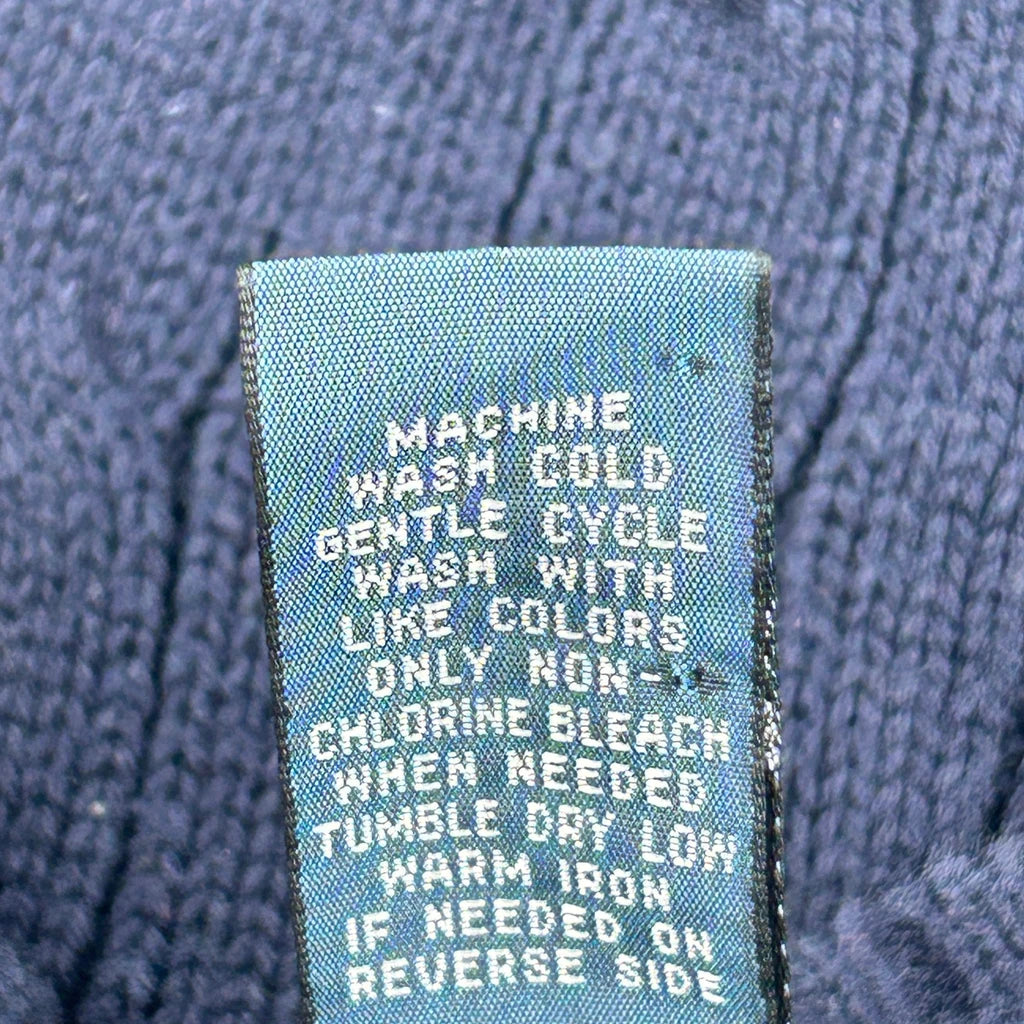 MACHINE
WASH COLD
GENTLE CYCLE
WASH WITH
LIKE COLORS
ONLY NON-
CHLORINE BLEACH
WHEN NEEDED
TUMBLE DRY LOW
WARM IRON
IF NEEDED ON
REVERSE SIDE